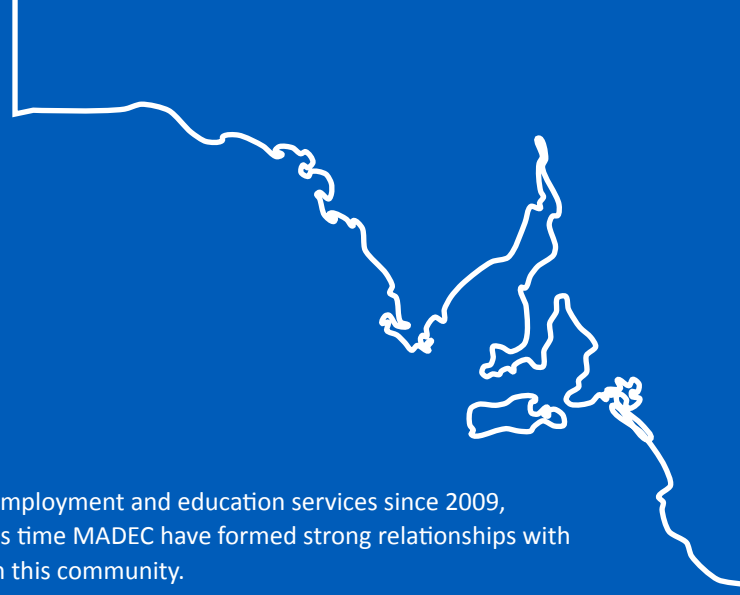 mployment and education services since 2009,
s time MADEC have formed strong relationships with
this community.